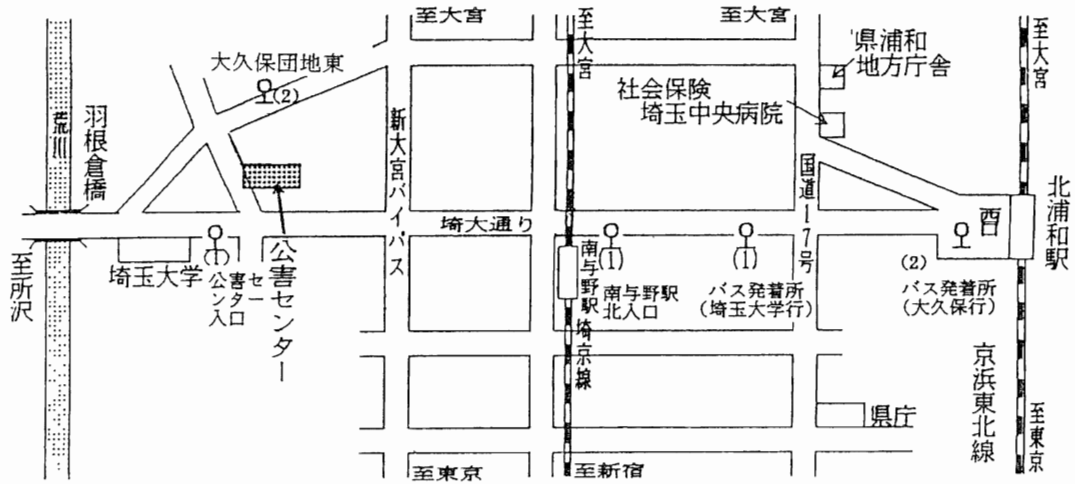 至大宮
至大宮
至大宮
至大宮
県浦和
地方庁舎
大久保団地東
(2)
社会保険
埼玉中央病院
羽根倉橋
荒川
新大宮バイパス
国道17号
北浦和駅
西口
埼大通り
埼玉大学
(1)
公害セ
ンター
入口
公害センター
至所沢
南与野駅
埼京線
(1)
南与野駅
北入口
(1)
バス発着所
(埼玉大学行)
(2)
バス発着所
(大久保行)
京浜東北線
県庁
至東京
至東京
至新宿